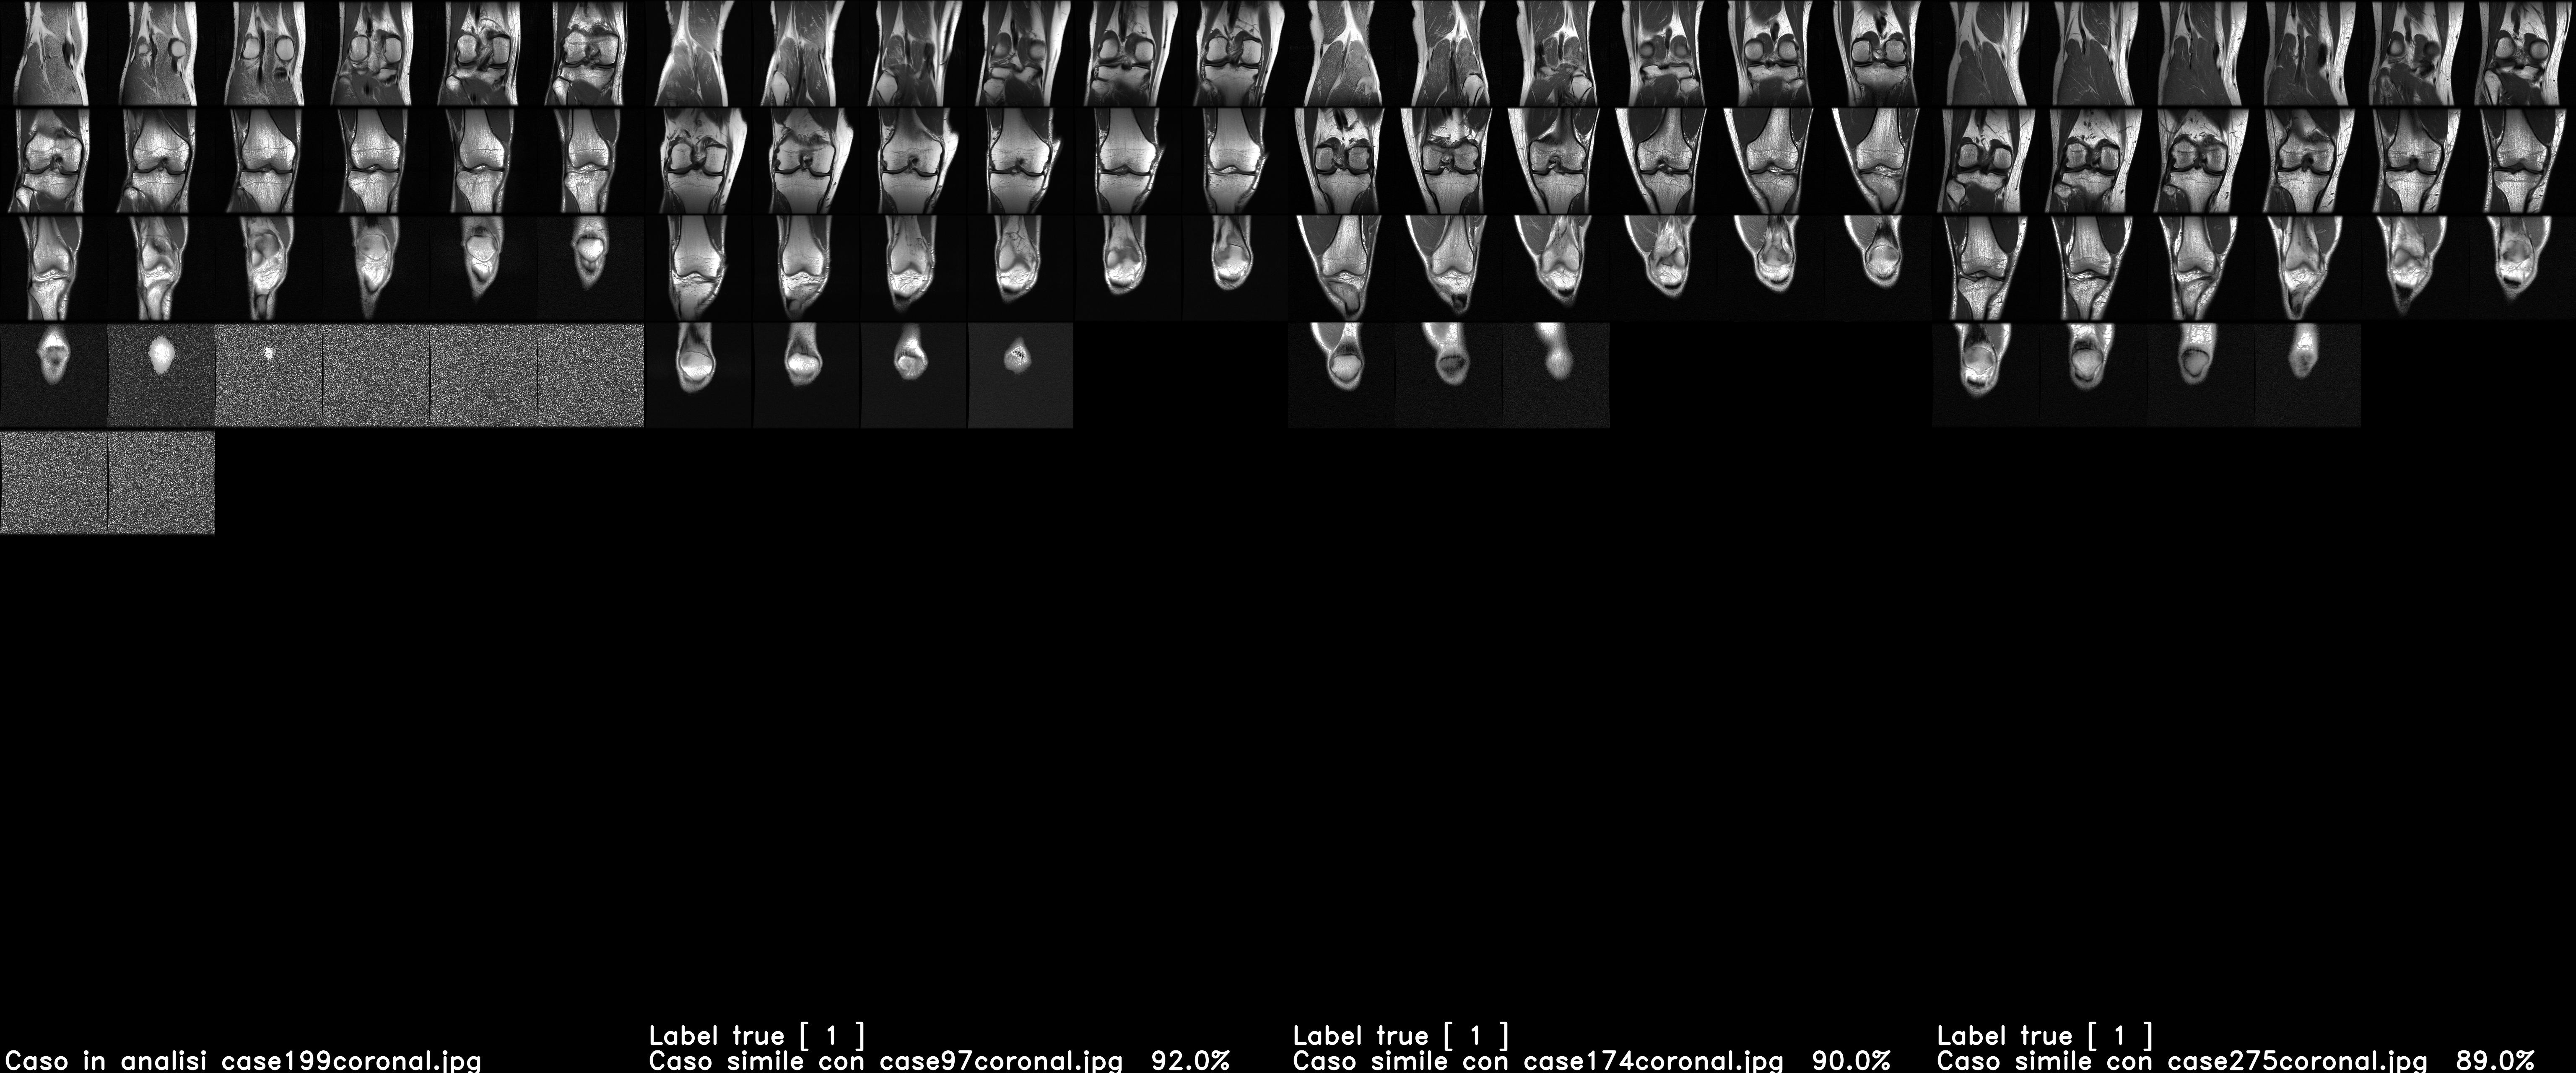 Caso in analisi case199coronal.jpg
Label true [ 1 ]
Caso simile con case97coronal.jpg 92.0%
Label true [ 1 ]
Caso simile con case174coronal.jpg 90.0%
Label true [ 1 ]
Caso simile con case275coronal.jpg 89.0%